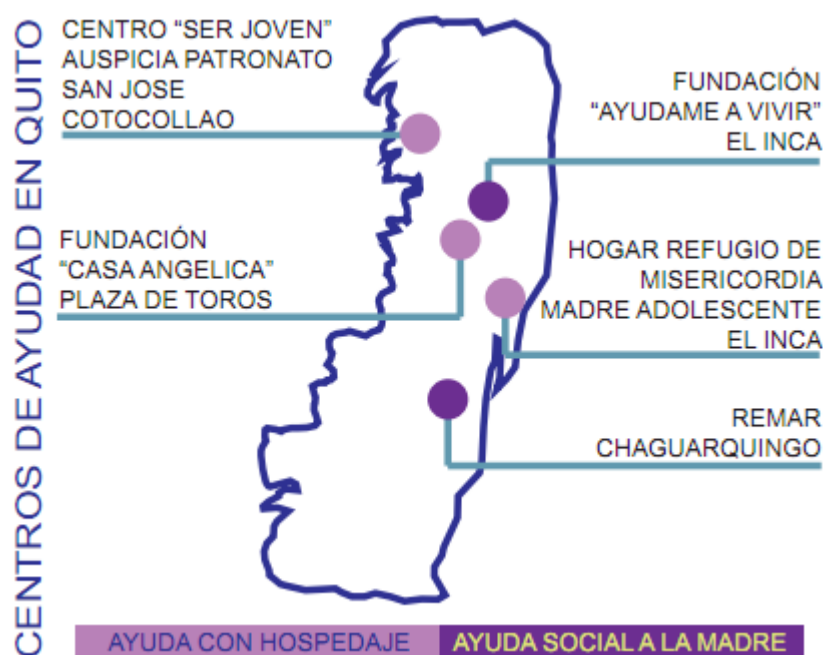 CENTROS DE AYUDAD EN QUITO
CENTRO “SER JOVEN”
AUSPICIA PATRONATO
SAN JOSE
COTOCOLLAO
FUNDACIÓN
“AYUDAME A VIVIR”
EL INCA
FUNDACIÓN
“CASA ANGELICA”
PLAZA DE TOROS
HOGAR REFUGIO DE
MISERICORDIA
MADRE ADOLESCENTE
EL INCA
REMAR
CHAGUARQUINGO
AYUDA CON HOSPEDAJE
AYUDA SOCIAL A LA MADRE